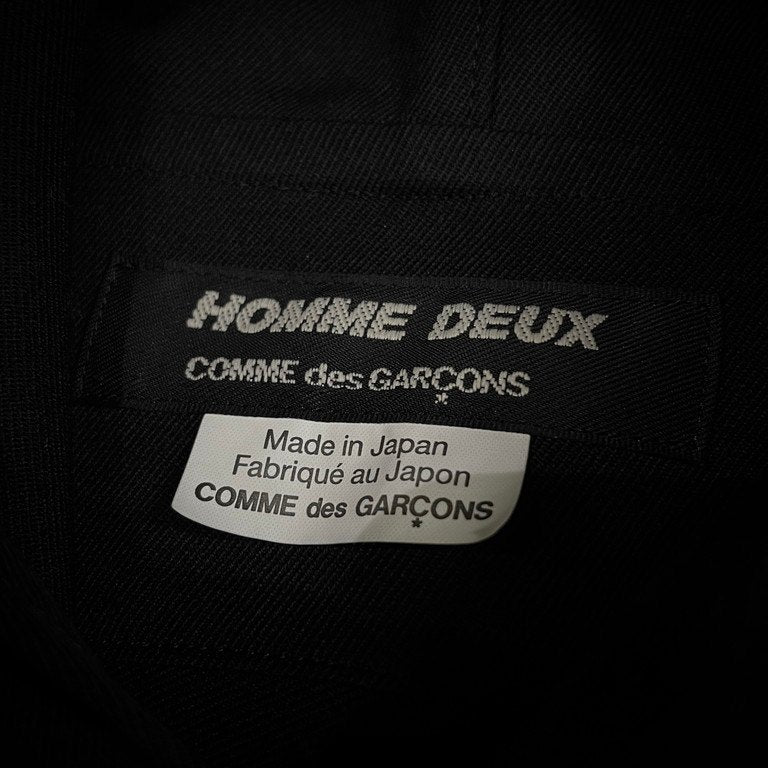 HOMME DEUX
COMME des GARÇONS
Made in Japan
Fabriqué au Japon
COMME des GARÇONS